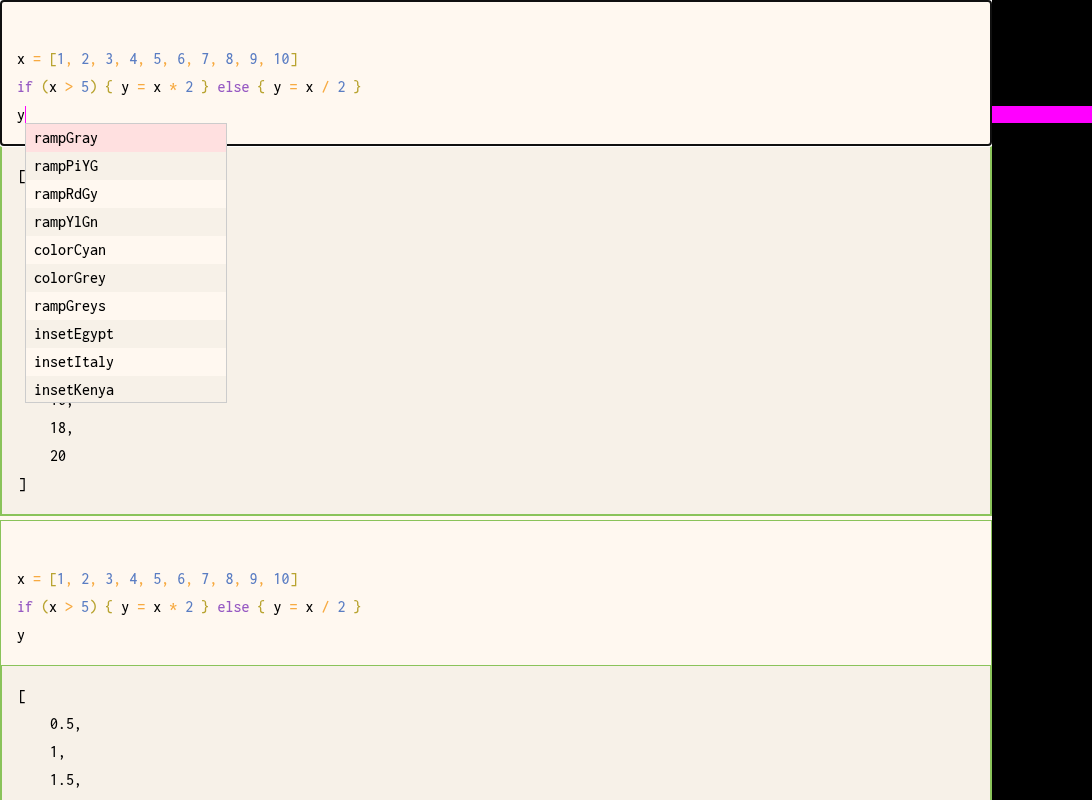 x = [1, 2, 3, 4, 5, 6, 7, 8, 9, 10]
if (x > 5) { y = x * 2 } else { y = x / 2 }
y
rampGray
rampPiYG
[
rampRdGy
rampYlGn
colorCyan
colorGrey
rampGreys
insetEgypt
insetItaly
insetKenya
18,
20
]
x = [1, 2, 3, 4, 5, 6, 7, 8, 9, 10]
if (x > 5) { y = x * 2 } else { y = x / 2 }
y
[
0.5,
1,
1.5,